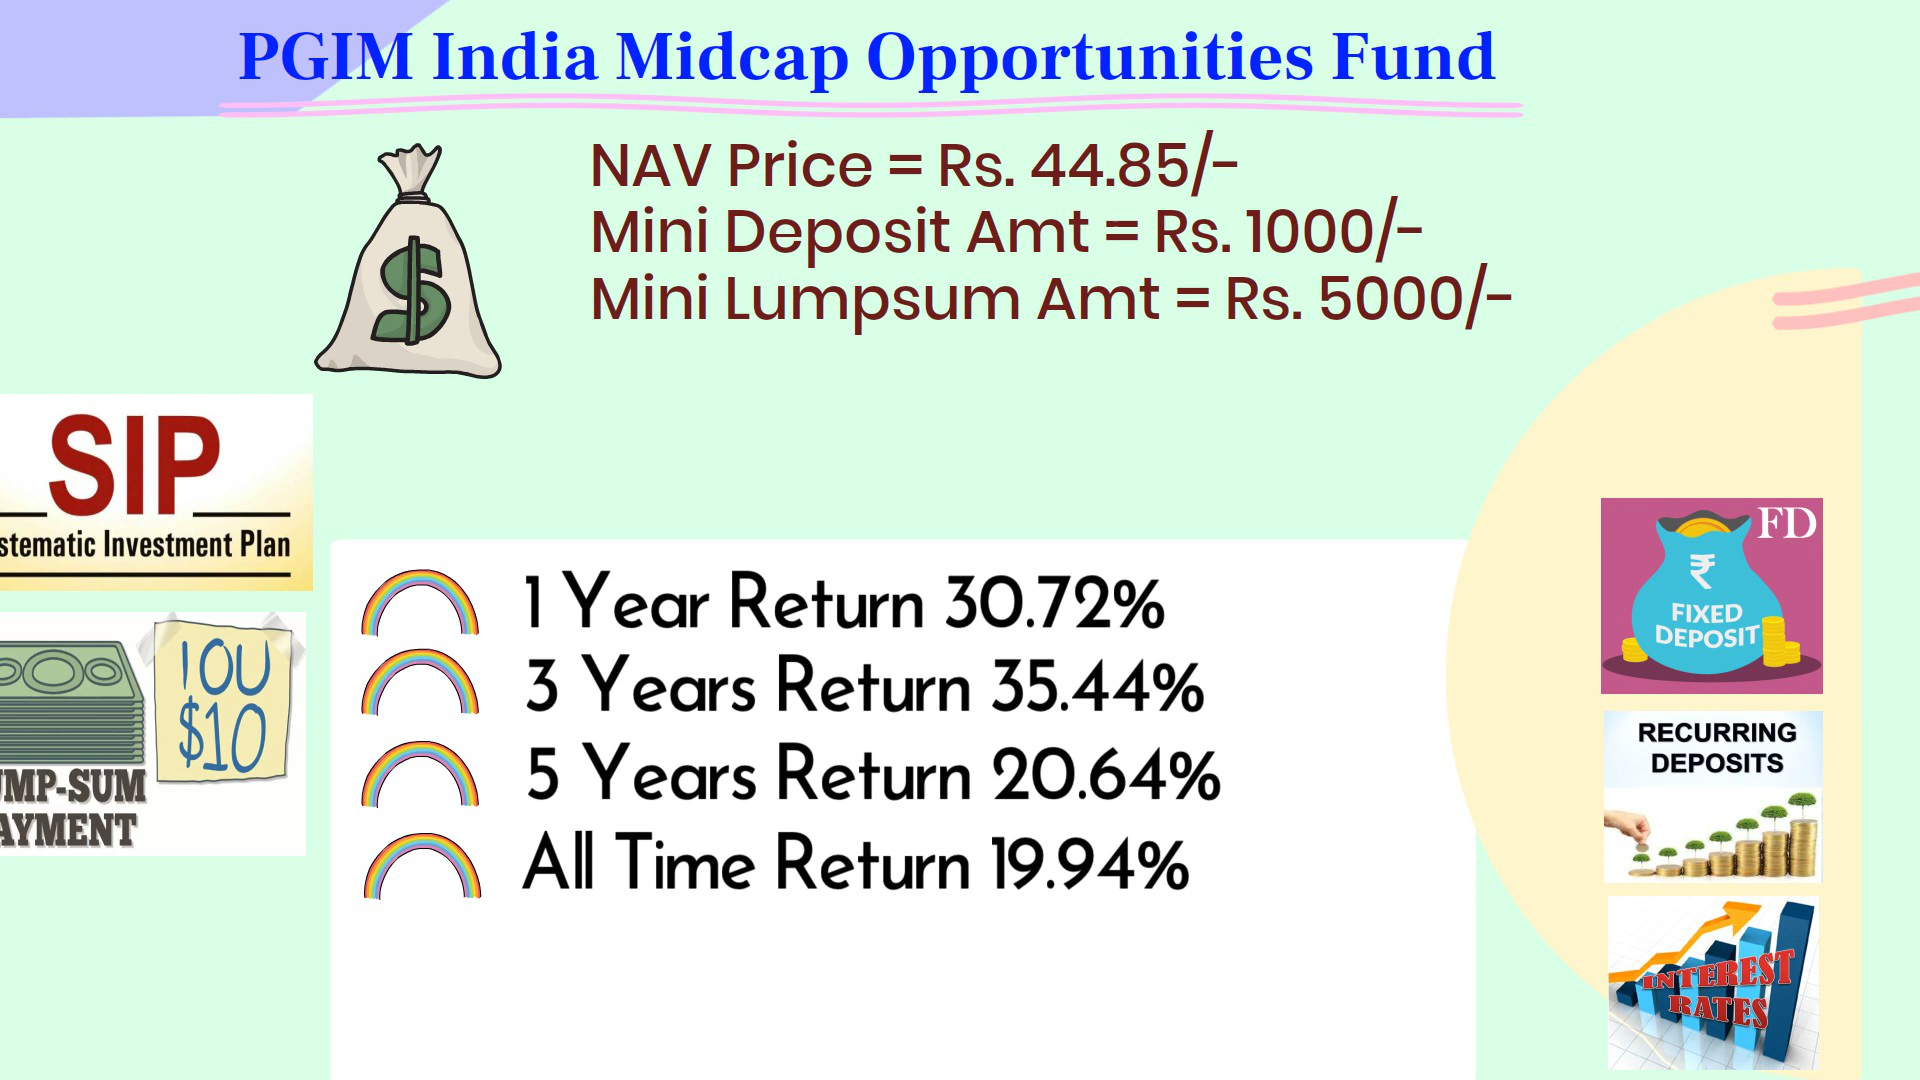 PGIM India Midcap Opportunities Fund
NAV Price = Rs. 44.85/-
Mini Deposit Amt = Rs. 1000/-
Mini Lumpsum Amt = Rs. 5000/-
$
SIP
stematic Investment Plan
IOU
$10
UMP-SUM
AYMENT
1 Year Return 30.72%
3 Years Return 35.44%
5 Years Return 20.64%
All Time Return 19.94%
FD
₹
FIXED
DEPOSIT
RECURRING
DEPOSITS
INTEREST
RATES